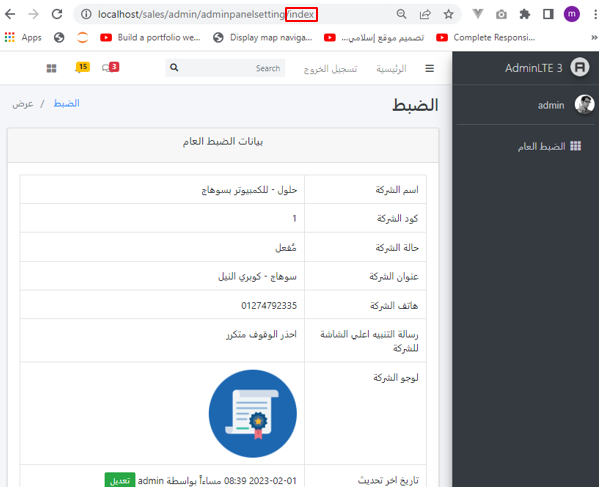 localhost/sales/admin/adminpanelsetting/index
Apps
Build a portfolio we...
Display map naviga...
تصميم موقع إسلامي...
Complete Responsi...
»
دات
AdminLTE 3
الرئيسية
تسجيل الخروج
Search
3
15
admin
الضبط العام
الضبط
الضبط / عرض
بيانات الضبط العام
اسم الشركة
حلول - للكمبيوتر بسوهاج
كود الشركة
1
حالة الشركة
مُفعل
عنوان الشركة
سوهاج - كوبري النيل
هاتف الشركة
01274792335
رسالة التنبيه اعلي الشاشة للشركة
احذر الوقوف متكرر
لوجو الشركة
تاريخ اخر تحديث
2023-02-01 08:39 مساءاً بواسطة admin تعديل